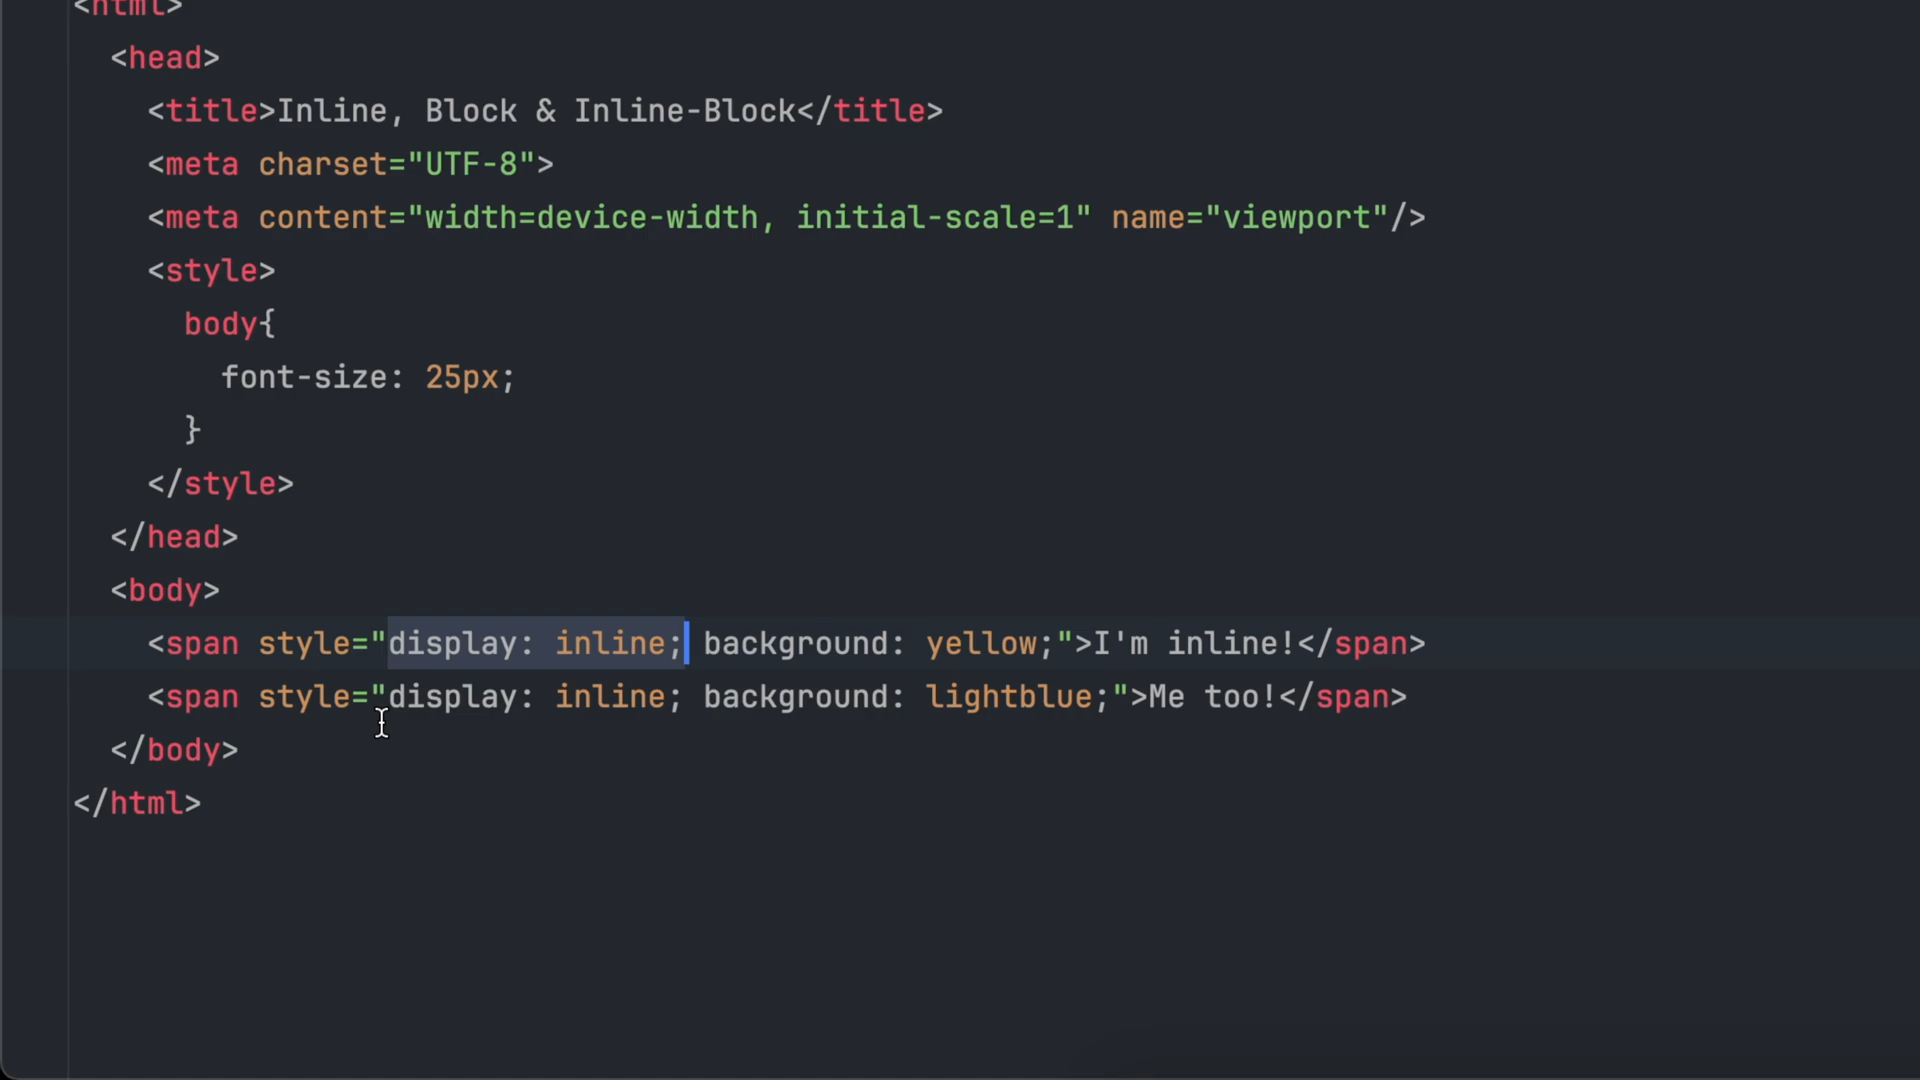 <html>
<head>
<title>Inline, Block & Inline-Block</title>
<meta charset="UTF-8">
<meta content="width=device-width, initial-scale=1" name="viewport"/>
<style>
body{
font-size: 25px;
}
</style>
</head>
<body>
<span style="display: inline; background: yellow;">I'm inline!</span>
<span style="display: inline; background: lightblue;">Me too!</span>
</body>
</html>